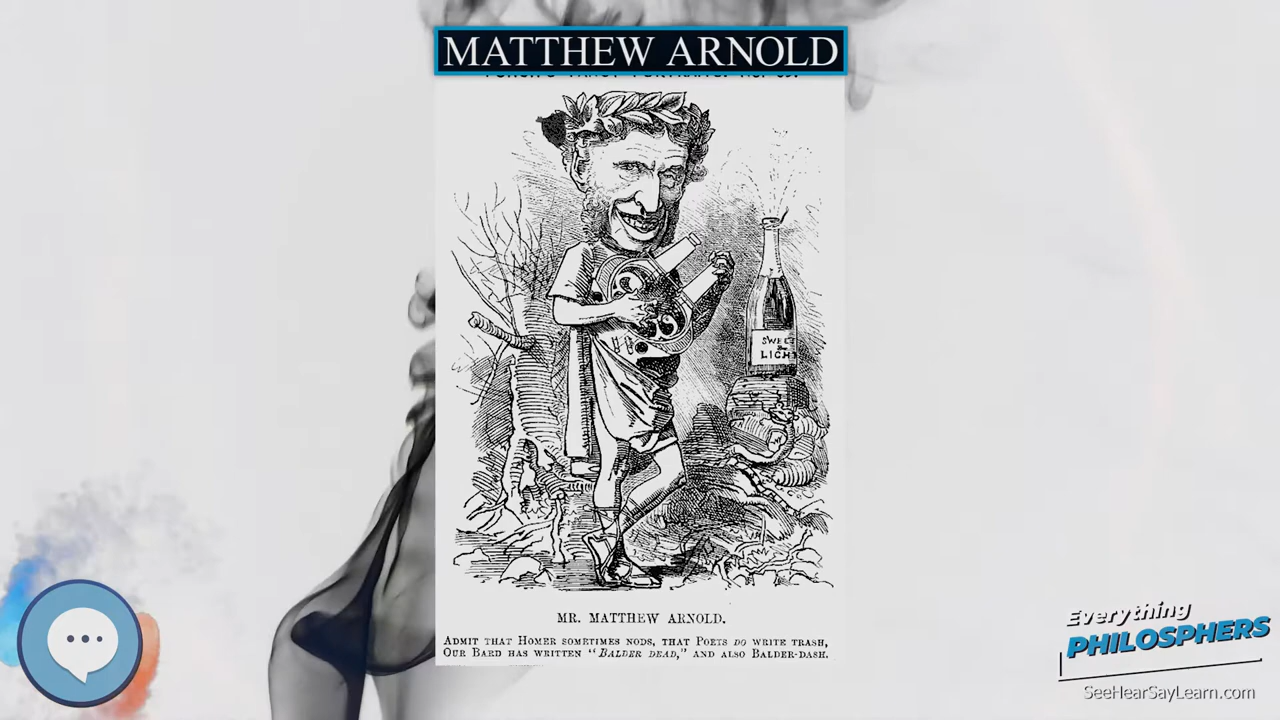 MATTHEW ARNOLD
SWEET
&
LIGH
MR. MATTHEW ARNOLD.
ADMIT THAT HOMER SOMETIMES NODS, THAT POETS DO WRITE TRASH,
OUR BARD HAS WRITTEN "BALDER DEAD," AND ALSO BALDER-DASH.
Everything
PHILOSPHERS
SeeHearSayLearn.com